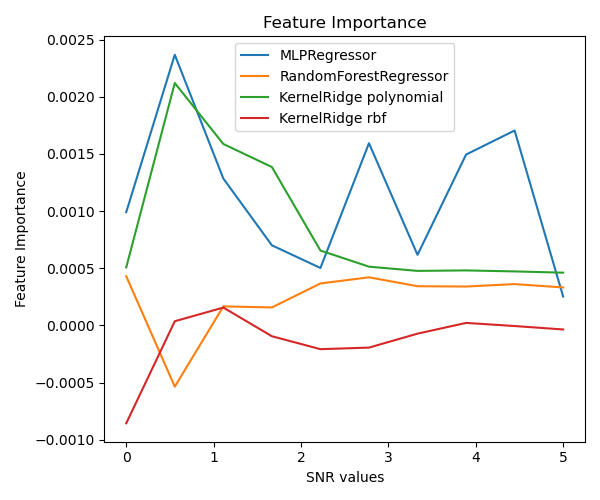 Feature Importance
MLPRegressor
RandomForestRegressor
KernelRidge polynomial
KernelRidge rbf
Feature Importance
0.0025
0.0020
0.0015
0.0010
0.0005
0.0000
−0.0005
−0.0010
0 1 2 3 4 5
SNR values